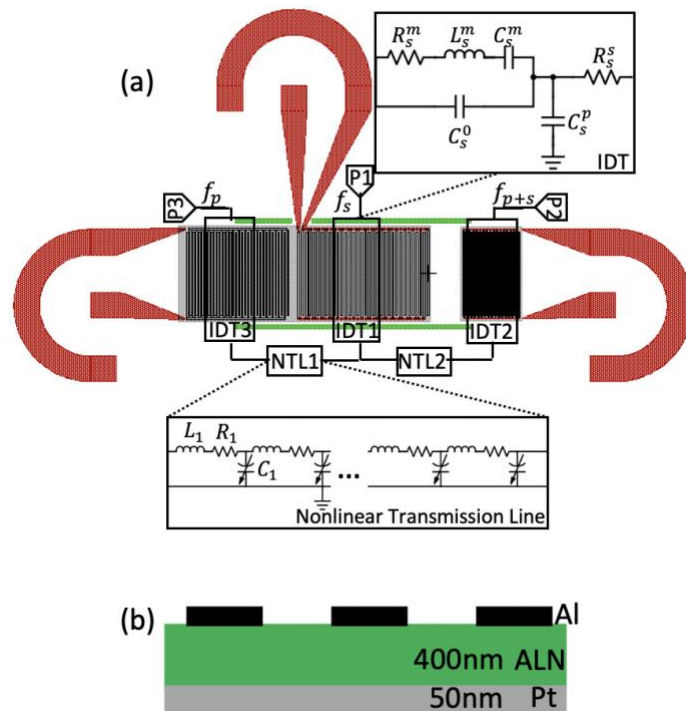 (a)
R_s^m L_s^m C_s^m
R_s^s
C_s^0
C_s^p
IDT
P1
P3
f_p
f_s
f_{p+s}
P2
IDT3
IDT1
IDT2
NTL1
NTL2
L_1 R_1
C_1
...
Nonlinear Transmission Line
(b)
Al
400nm ALN
50nm Pt